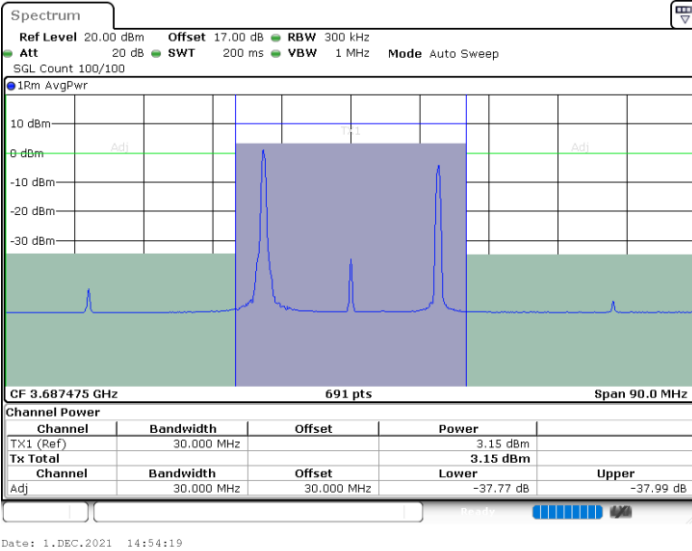 Spectrum
Ref Level 20.00 dBm Offset 17.00 dB RBW 300 kHz
Att 20 dB SWT 200 ms VBW 1 MHz Mode Auto Sweep
SGL Count 100/100
1Rm AvgPwr
10 dBm
TX1
Adj Adj
0 dBm
-10 dBm
-20 dBm
-30 dBm
CF 3.687475 GHz 691 pts Span 90.0 MHz
Channel Power
Channel Bandwidth Offset Power
TX1 (Ref) 30.000 MHz 3.15 dBm
Tx Total 3.15 dBm
Channel Bandwidth Offset Lower Upper
Adj 30.000 MHz 30.000 MHz -37.77 dB -37.99 dB
Ready
Date: 1.DEC.2021 14:54:19